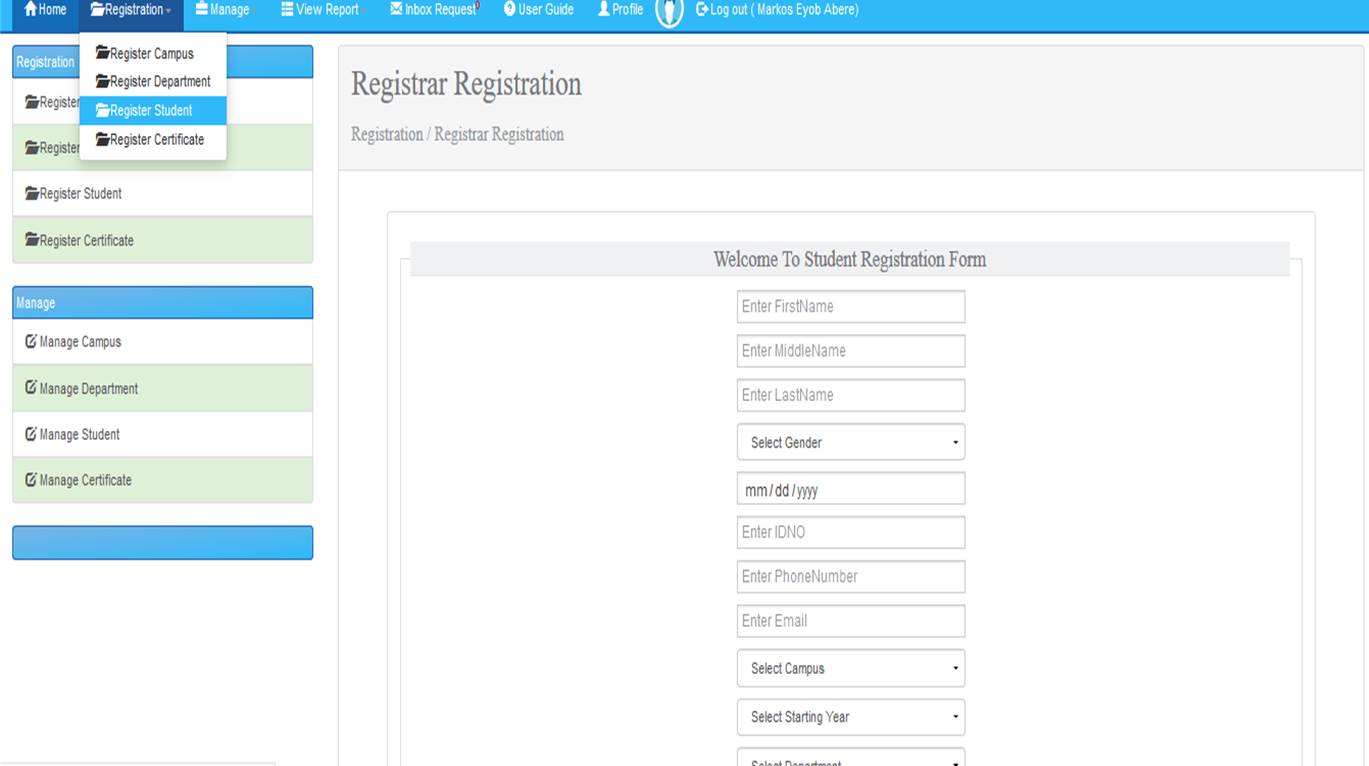 Home Registration Manage View Report Inbox Request0 User Guide Profile Log out ( Markos Eyob Abere)
Register Campus
Register Department
Register Student
Register Certificate
Registration
Register
Register
Register Student
Register Certificate
Manage
Manage Campus
Manage Department
Manage Student
Manage Certificate
Registrar Registration
Registration / Registrar Registration
Welcome To Student Registration Form
Enter FirstName
Enter MiddleName
Enter LastName
Select Gender
mm / dd / yyyy
Enter IDNO
Enter PhoneNumber
Enter Email
Select Campus
Select Starting Year
Select Department